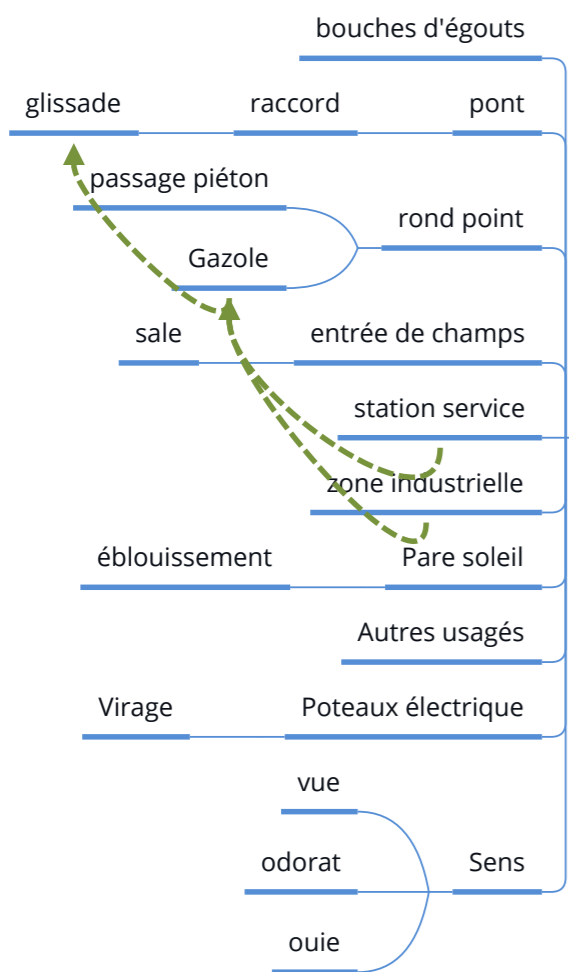 bouches d'égouts
glissade raccord pont
passage piéton
rond point
Gazole
sale entrée de champs
station service
zone industrielle
éblouissement Pare soleil
Autres usagés
Virage Poteaux électrique
vue
odorat Sens
ouie